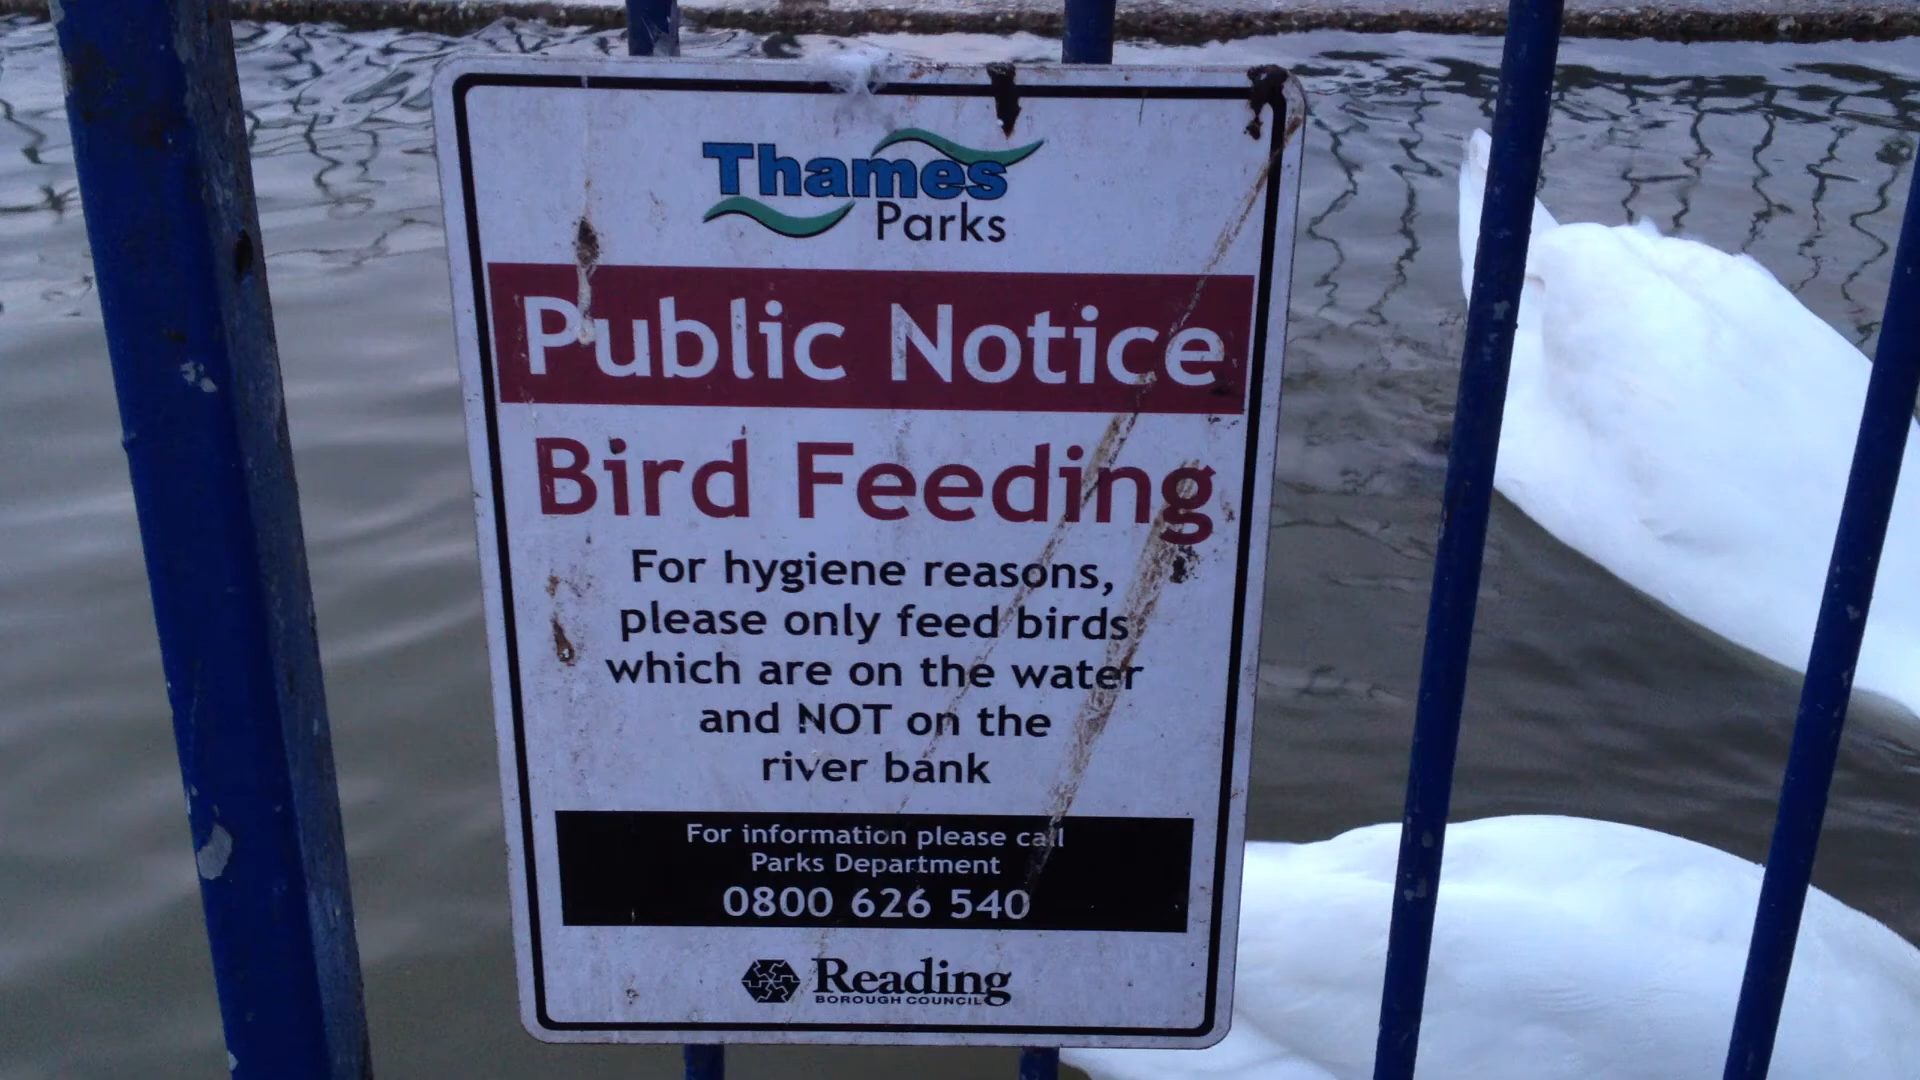 Thames
Parks
Public Notice
Bird Feeding
For hygiene reasons,
please only feed birds
which are on the water
and NOT on the
river bank
For information please call
Parks Department
0800 626 540
Reading
BOROUGH COUNCIL